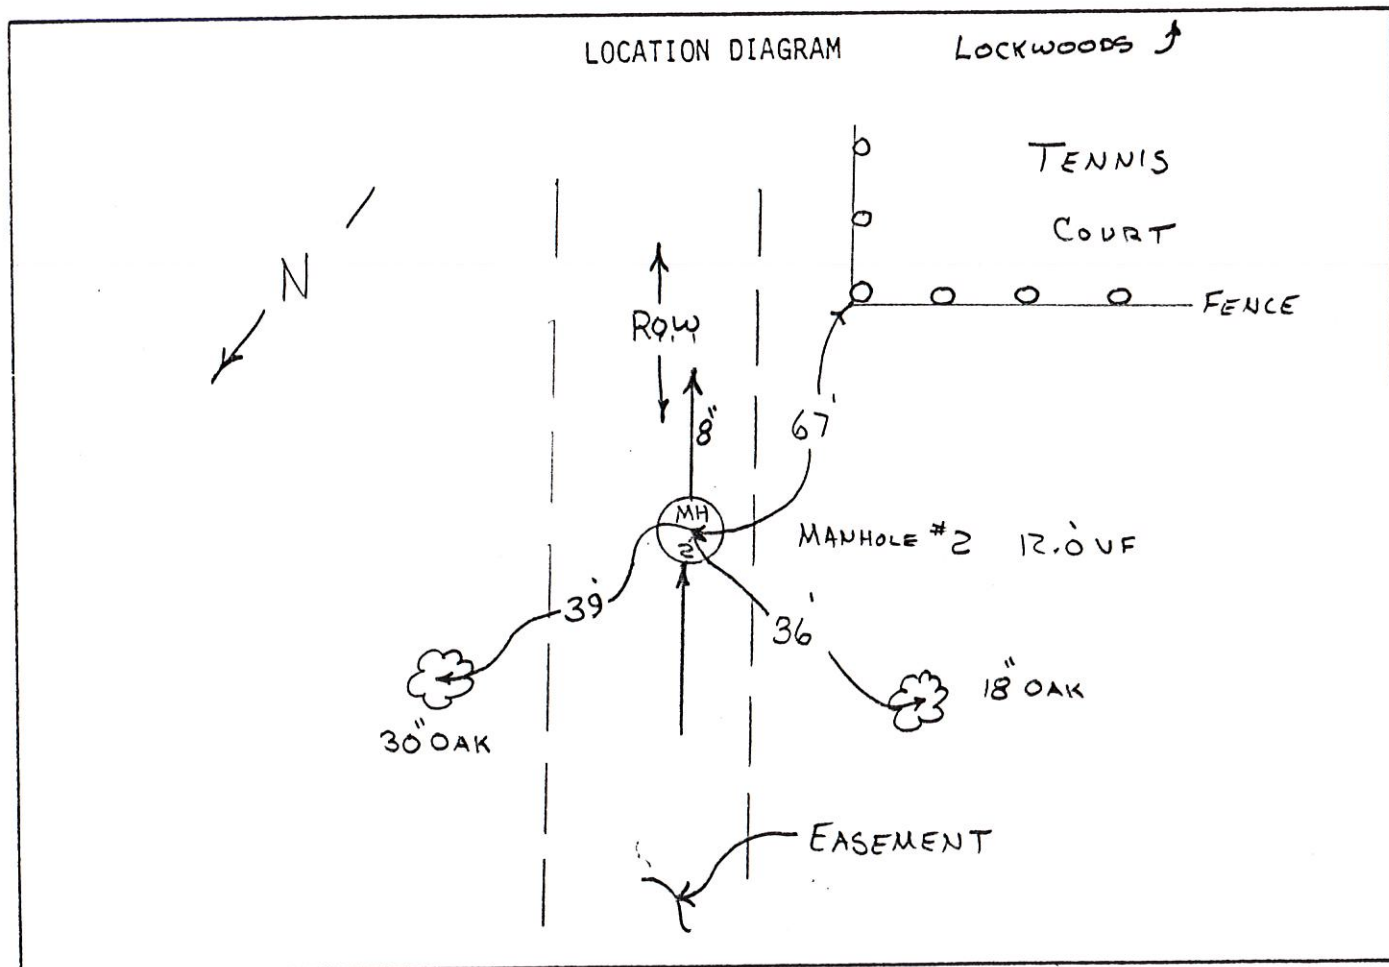 LOCATION DIAGRAM
LOCKWOODS
TENNIS
COURT
N
R.O.W.
FENCE
8"
67'
MH
2
MANHOLE #2 12.0' VF
39'
36'
18" OAK
30" OAK
EASEMENT